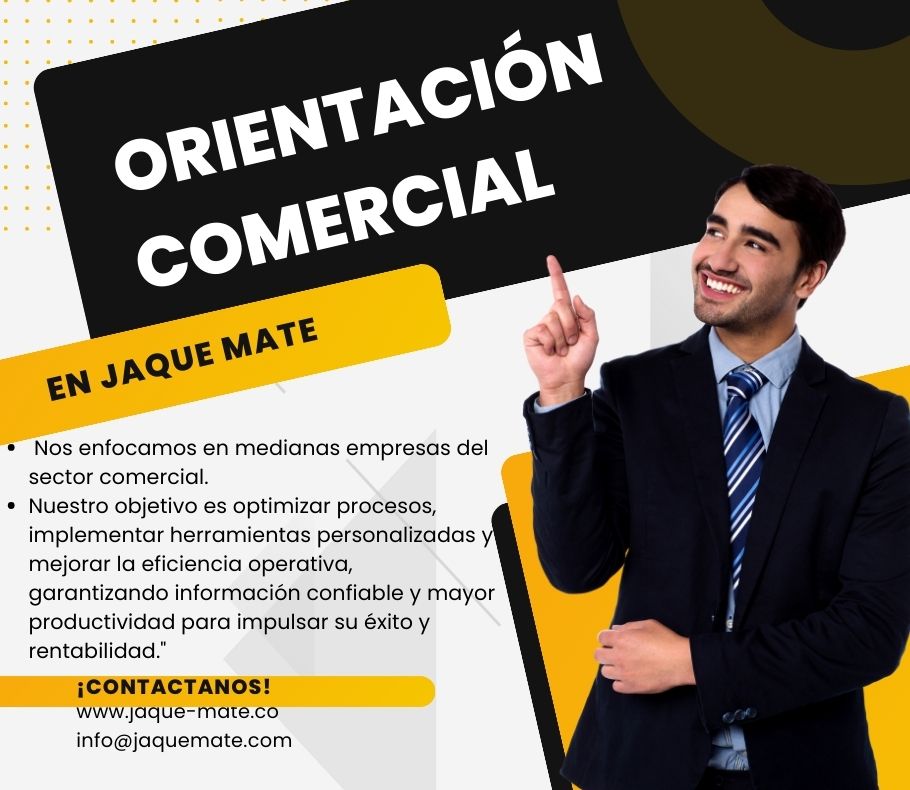 ORIENTACIÓN
COMERCIAL
EN JAQUE MATE
• Nos enfocamos en medianas empresas del
sector comercial.
• Nuestro objetivo es optimizar procesos,
implementar herramientas personalizadas y
mejorar la eficiencia operativa,
garantizando información confiable y mayor
productividad para impulsar su éxito y
rentabilidad."
¡CONTACTANOS!
www.jaque-mate.co
info@jaquemate.com